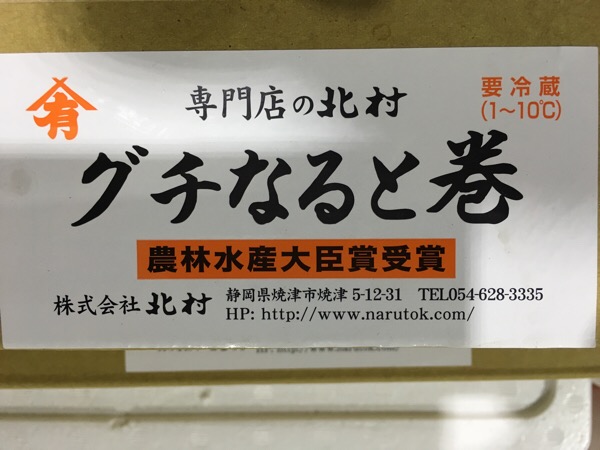 有
専門店の北村
要冷蔵
(1~10℃)
グチなると巻
農林水産大臣賞受賞
株式会社 北村
静岡県焼津市焼津 5-12-31 TEL054-628-3335
HP: http://www.narutok.com/